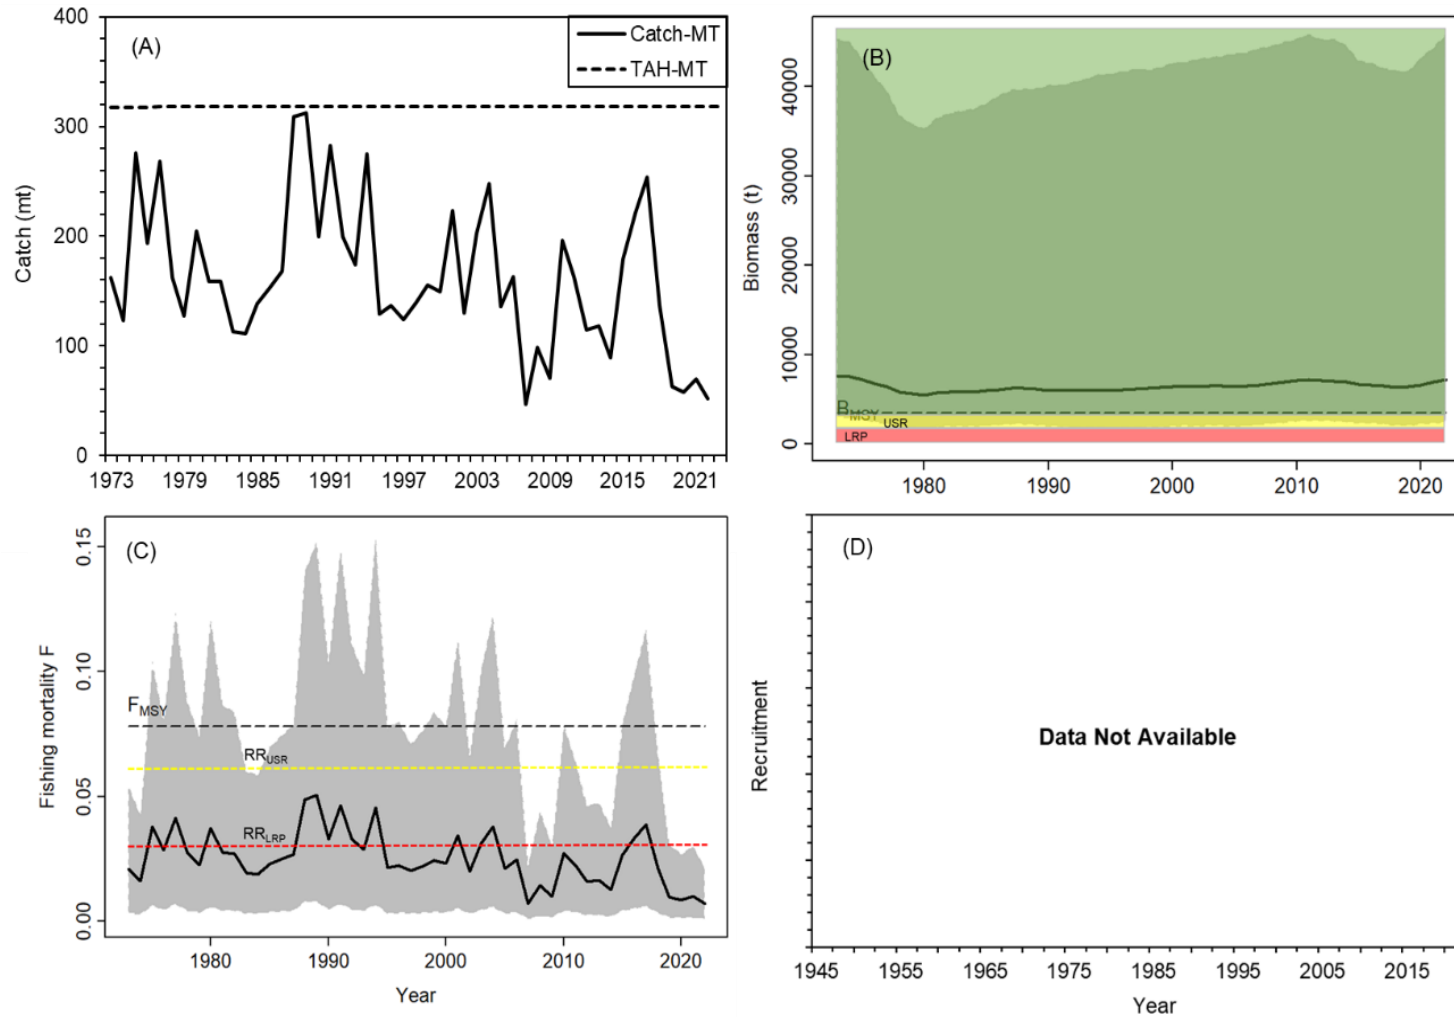 400
300
200
100
0
Catch (mt)
(A)
Catch-MT
TAH-MT
1973 1979 1985 1991 1997 2003 2009 2015 2021
40000
30000
20000
10000
0
Biomass (t)
(B)
BMSY
USR
LRP
1980 1990 2000 2010 2020
0.15
0.10
0.05
0.00
Fishing mortality F
(C)
FMSY
RRUSR
RRLRP
1980 1990 2000 2010 2020
Year
(D)
Recruitment
Data Not Available
1945 1955 1965 1975 1985 1995 2005 2015
Year